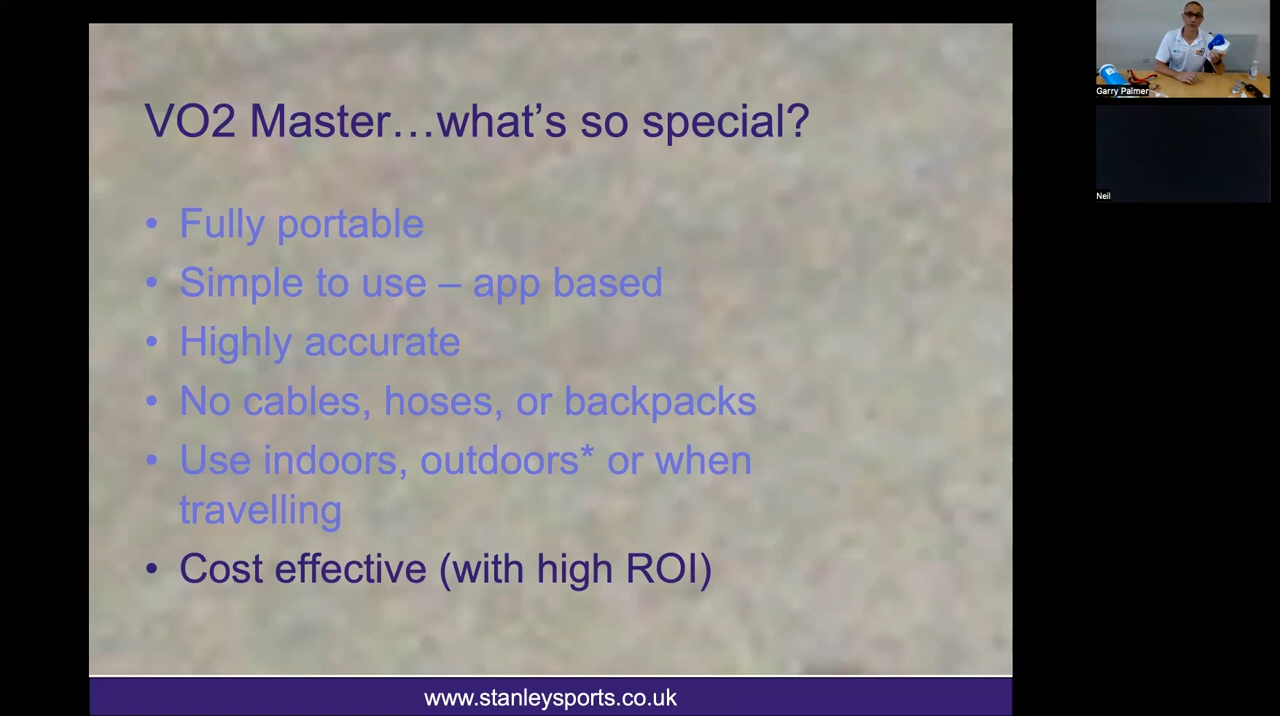 VO2 Master…what’s so special?
• Fully portable
• Simple to use – app based
• Highly accurate
• No cables, hoses, or backpacks
• Use indoors, outdoors* or when
travelling
• Cost effective (with high ROI)
www.stanleysports.co.uk
Garry Palmer
Neil